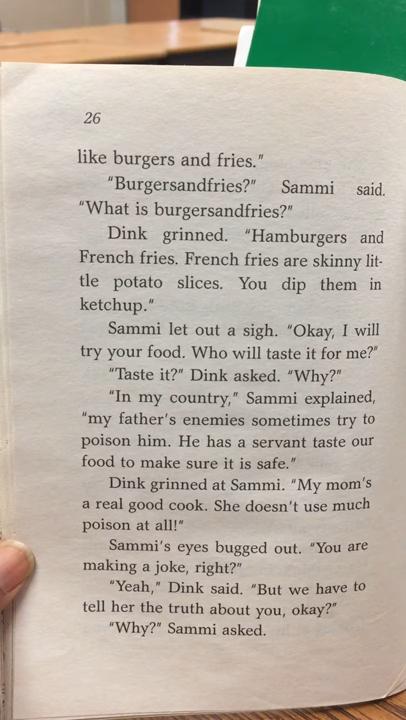 26
like burgers and fries."
"Burgersandfries?" Sammi said.
"What is burgersandfries?"
Dink grinned. "Hamburgers and
French fries. French fries are skinny lit-
tle potato slices. You dip them in
ketchup."
Sammi let out a sigh. "Okay, I will
try your food. Who will taste it for me?"
"Taste it?" Dink asked. "Why?"
"In my country," Sammi explained,
"my father's enemies sometimes try to
poison him. He has a servant taste our
food to make sure it is safe."
Dink grinned at Sammi. "My mom's
a real good cook. She doesn't use much
poison at all!"
Sammi's eyes bugged out. "You are
making a joke, right?"
"Yeah," Dink said. "But we have to
tell her the truth about you, okay?"
"Why?" Sammi asked.